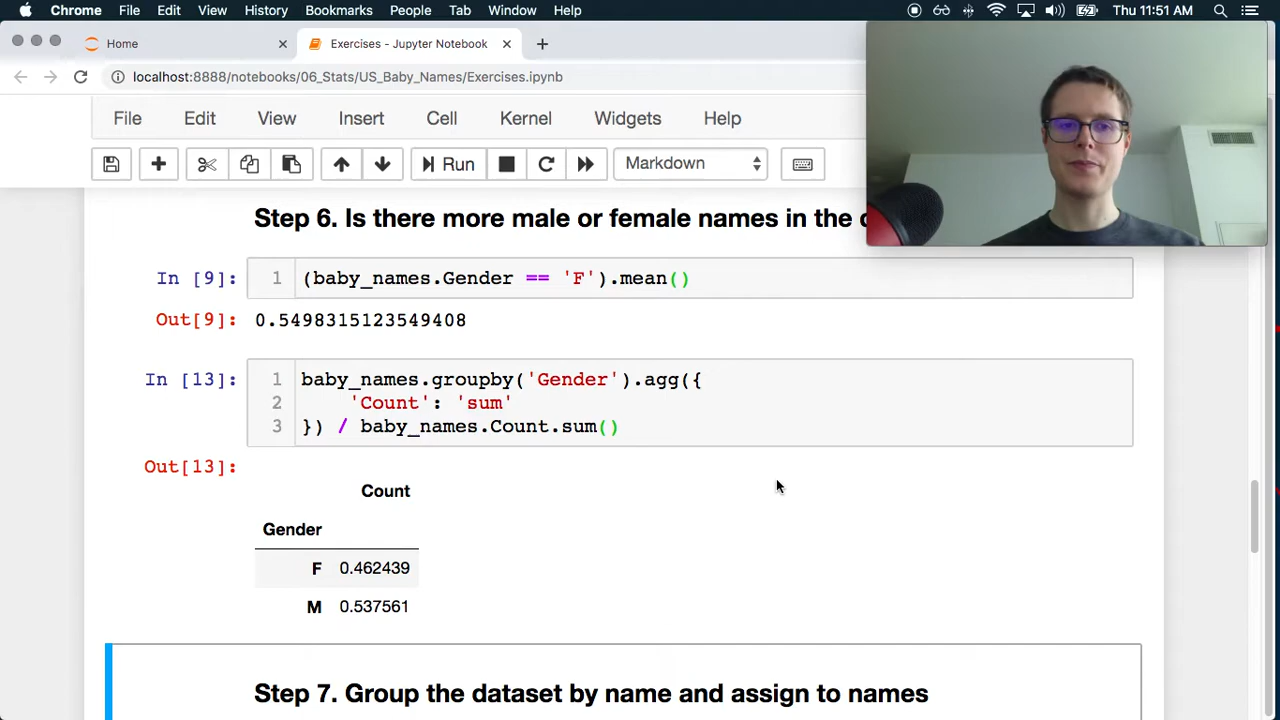 Chrome File Edit View History Bookmarks People Tab Window Help Thu 11:51 AM
Home Exercises - Jupyter Notebook
localhost:8888/notebooks/06_Stats/US_Baby_Names/Exercises.ipynb
File Edit View Insert Cell Kernel Widgets Help
Run Markdown
Step 6. Is there more male or female names in the
In [9]: 1 (baby_names.Gender == 'F').mean()
Out[9]: 0.5498315123549408
In [13]: 1 baby_names.groupby('Gender').agg({
2 'Count': 'sum'
3 }) / baby_names.Count.sum()
Out[13]:
Count
Gender
F 0.462439
M 0.537561
Step 7. Group the dataset by name and assign to names